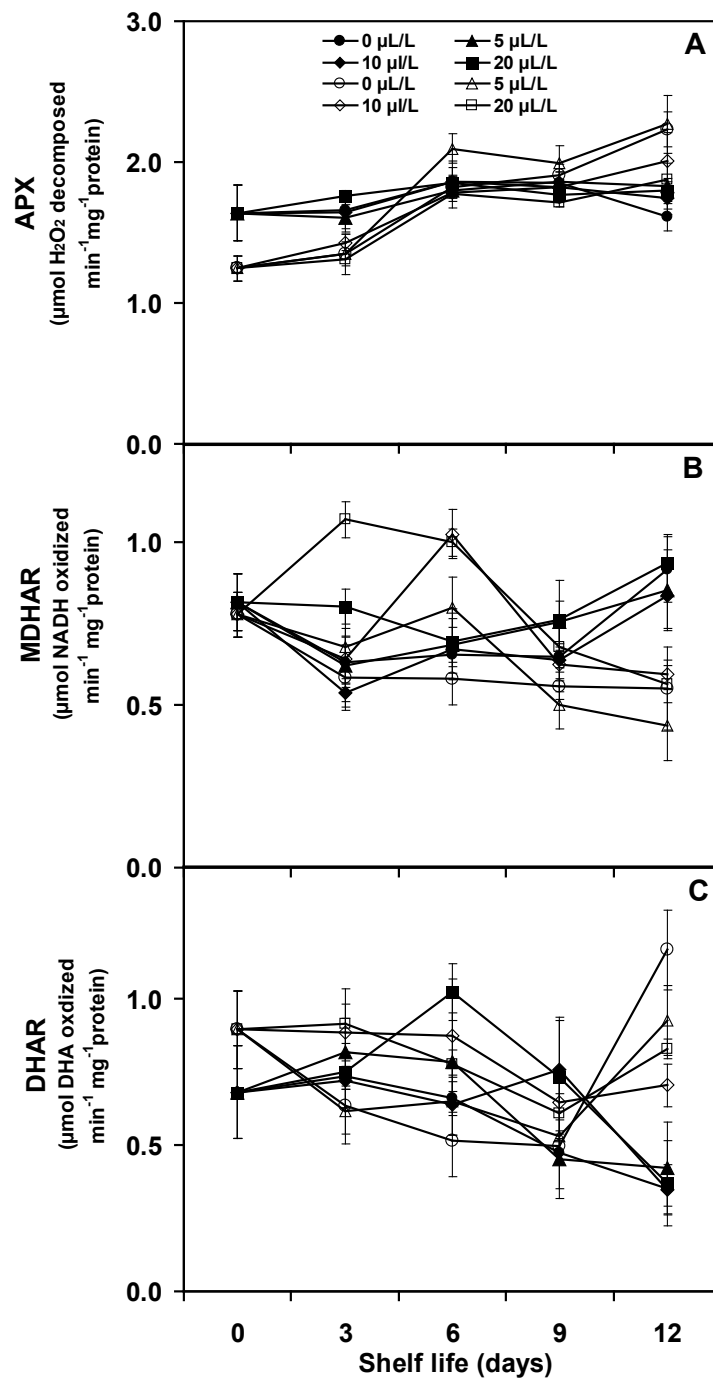 3.0
A
0 µL/L
5 µL/L
10 µl/L
20 µL/L
0 µL/L
5 µL/L
10 µl/L
20 µL/L
2.0
1.0
0.0
APX
(µmol H₂O₂ decomposed
min⁻¹mg⁻¹protein)
B
1.0
0.5
0.0
MDHAR
(µmol NADH oxidized
min⁻¹ mg⁻¹protein)
C
1.0
0.5
0.0
DHAR
(µmol DHA oxdized
min⁻¹ mg⁻¹protein)
0 3 6 9 12
Shelf life (days)